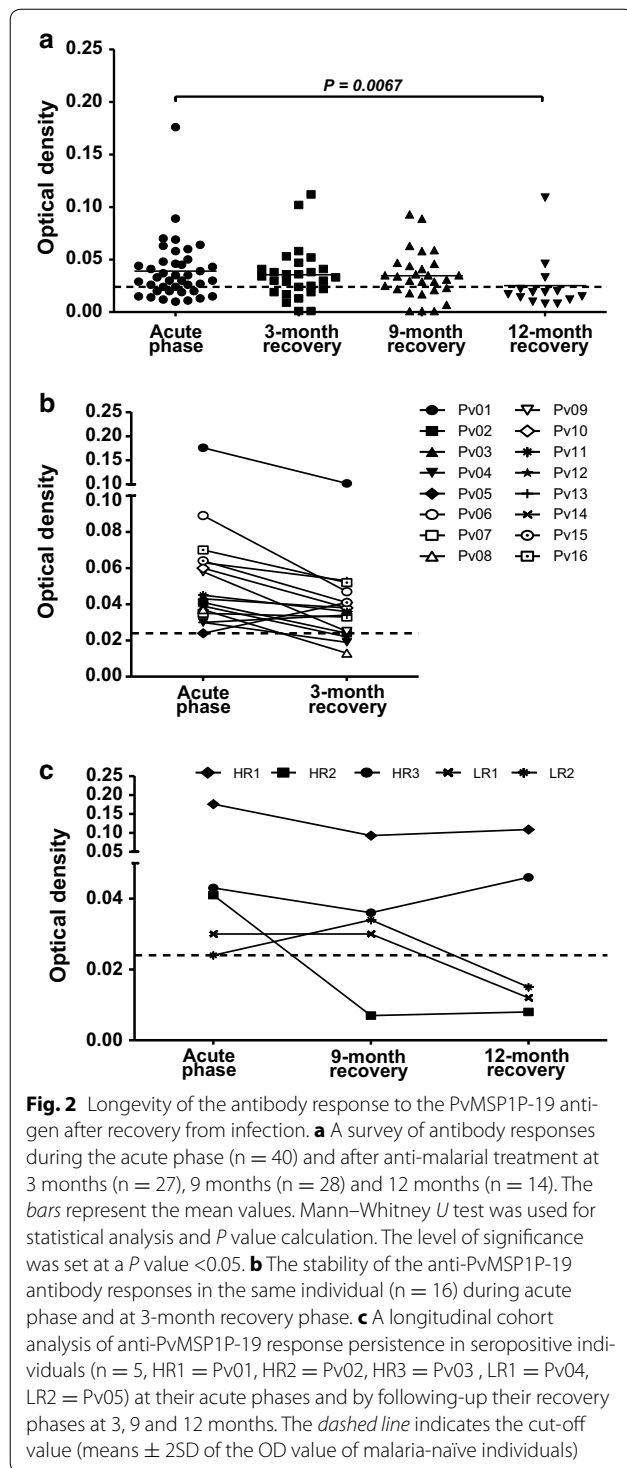 a
P = 0.0067
0.25
0.20
0.15
0.10
0.05
0.00
Optical density
Acute phase
3-month recovery
9-month recovery
12-month recovery
b
0.25
0.20
0.15
0.10
0.10
0.08
0.06
0.04
0.02
0.00
Optical density
Acute phase
3-month recovery
Pv01 Pv09
Pv02 Pv10
Pv03 Pv11
Pv04 Pv12
Pv05 Pv13
Pv06 Pv14
Pv07 Pv15
Pv08 Pv16
c
HR1 HR2 HR3 LR1 LR2
0.25
0.20
0.15
0.10
0.05
0.04
0.02
0.00
Optical density
Acute phase
9-month recovery
12-month recovery
Fig. 2 Longevity of the antibody response to the PvMSP1P-19 anti-
gen after recovery from infection. a A survey of antibody responses
during the acute phase (n = 40) and after anti-malarial treatment at
3 months (n = 27), 9 months (n = 28) and 12 months (n = 14). The
bars represent the mean values. Mann–Whitney U test was used for
statistical analysis and P value calculation. The level of significance
was set at a P value <0.05. b The stability of the anti-PvMSP1P-19
antibody responses in the same individual (n = 16) during acute
phase and at 3-month recovery phase. c A longitudinal cohort
analysis of anti-PvMSP1P-19 response persistence in seropositive indi-
viduals (n = 5, HR1 = Pv01, HR2 = Pv02, HR3 = Pv03 , LR1 = Pv04,
LR2 = Pv05) at their acute phases and by following-up their recovery
phases at 3, 9 and 12 months. The dashed line indicates the cut-off
value (means ± 2SD of the OD value of malaria-naïve individuals)